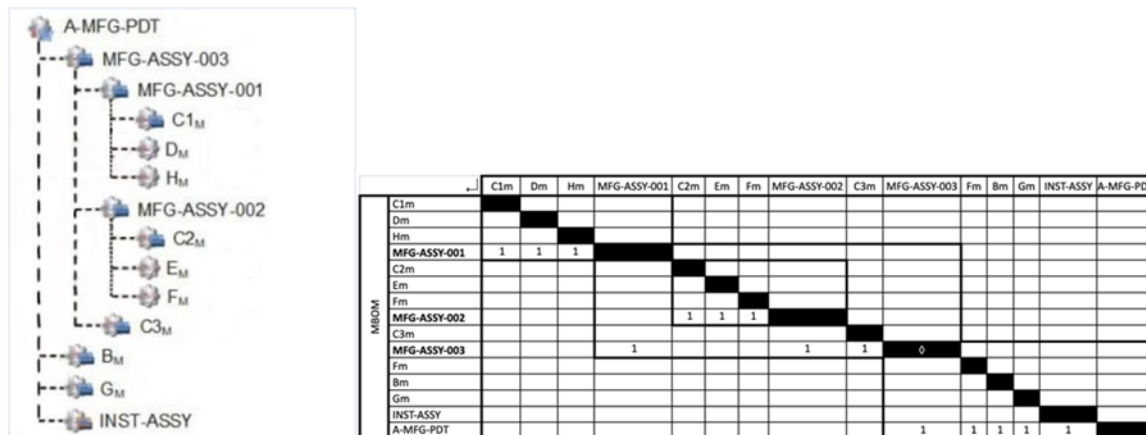 A-MFG-PDT
MFG-ASSY-003
MFG-ASSY-001
C1M
DM
HM
MFG-ASSY-002
C2M
EM
FM
C3M
BM
GM
INST-ASSY
C1m Dm Hm MFG-ASSY-001 C2m Em Fm MFG-ASSY-002 C3m MFG-ASSY-003 Fm Bm Gm INST-ASSY A-MFG-PD
MBOM
C1m
Dm
Hm
MFG-ASSY-001 1 1 1
C2m
Em
Fm
MFG-ASSY-002 1 1 1
C3m
MFG-ASSY-003 1 1 1 ◊
Fm
Bm
Gm
INST-ASSY
A-MFG-PDT 1 1 1 1 1